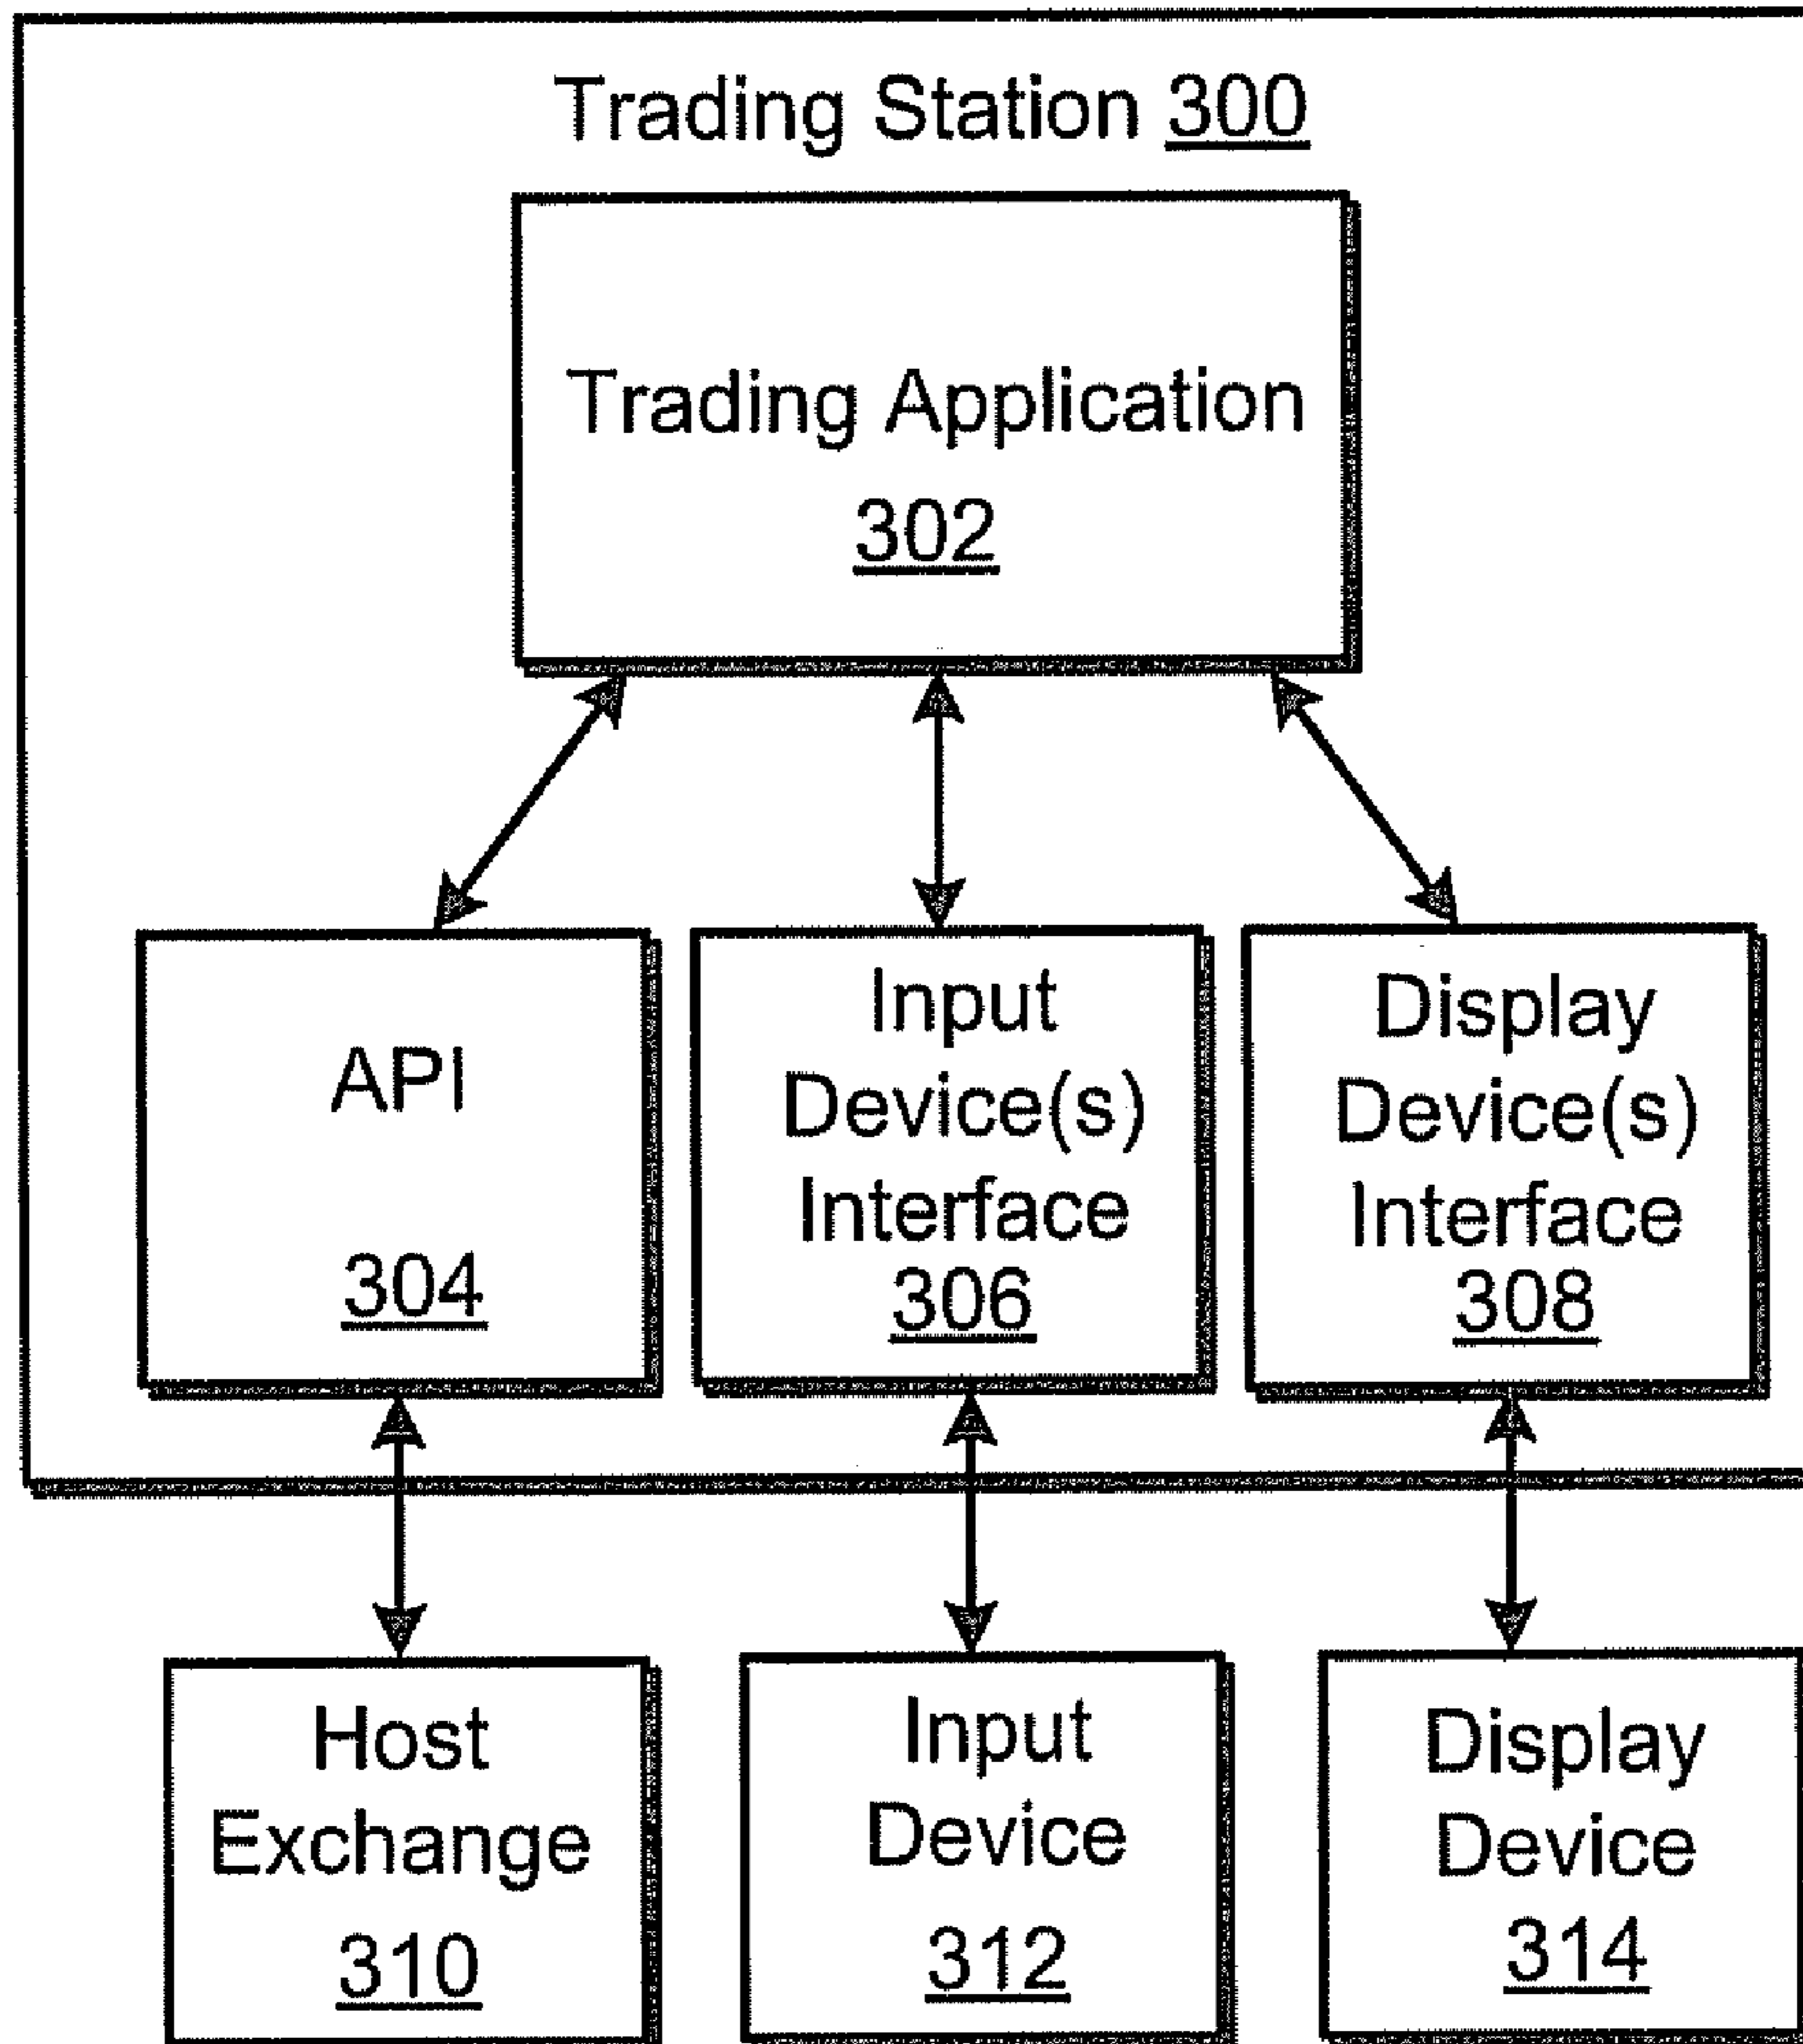 Trading Station 300
Trading Application
302
API
304
Input
Device(s)
Interface
306
Display
Device(s)
Interface
308
Host
Exchange
310
Input
Device
312
Display
Device
314